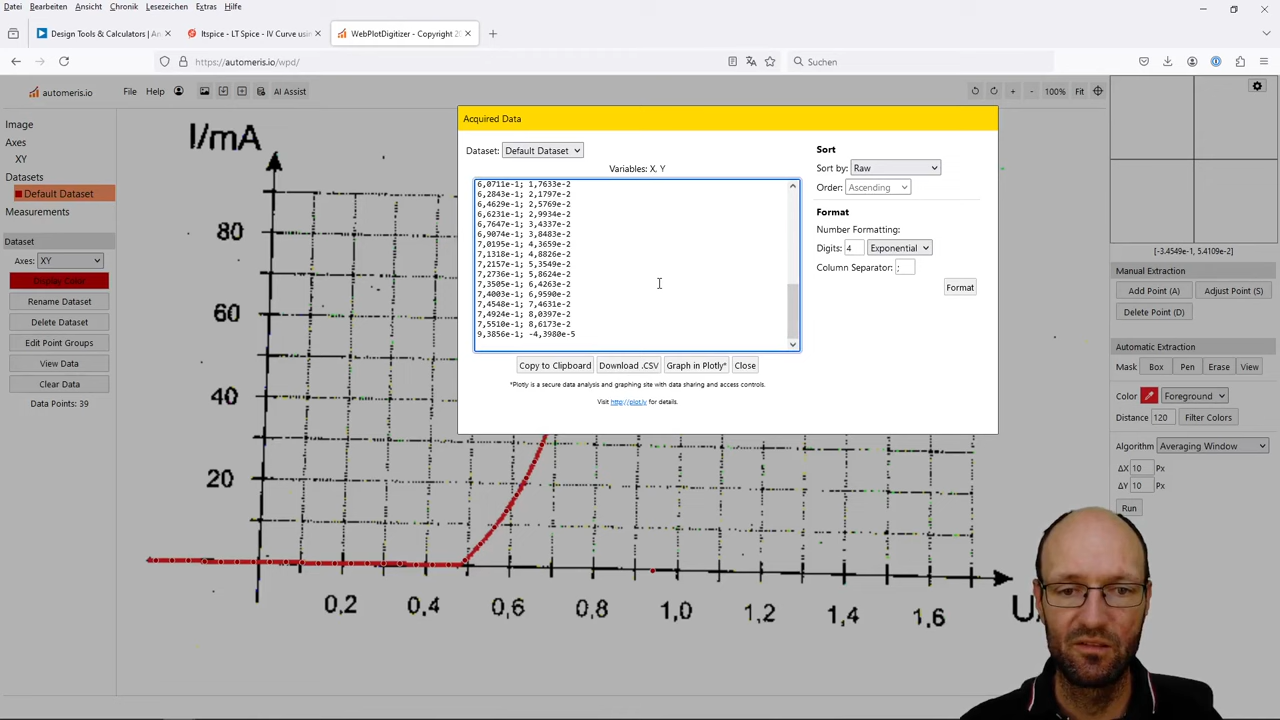 Datei Bearbeiten Ansicht Chronik Lesezeichen Extras Hilfe
Design Tools & Calculators | An
ltspice - LT Spice - IV Curve usin
WebPlotDigitizer - Copyright 2
https://automeris.io/wpd/
Suchen
automeris.io
File Help
AI Assist
100% Fit
Image
Axes
XY
Datasets
Default Dataset
Measurements
Dataset
Axes: XY
Display Color
Rename Dataset
Delete Dataset
Edit Point Groups
View Data
Clear Data
Data Points: 39
I/mA
80
60
40
20
0,2 0,4 0,6 0,8 1,0 1,2 1,4 1,6
Acquired Data
Dataset: Default Dataset
Variables: X, Y
6,0711e-1; 1,7633e-2
6,2843e-1; 2,1797e-2
6,4629e-1; 2,5769e-2
6,6231e-1; 2,9934e-2
6,7647e-1; 3,4337e-2
6,9074e-1; 3,8483e-2
7,0195e-1; 4,3659e-2
7,1318e-1; 4,8826e-2
7,2157e-1; 5,3549e-2
7,2736e-1; 5,8624e-2
7,3505e-1; 6,4263e-2
7,4003e-1; 6,9590e-2
7,4548e-1; 7,4631e-2
7,4924e-1; 8,0397e-2
7,5510e-1; 8,6173e-2
9,3856e-1; -4,3980e-5
Sort
Sort by: Raw
Order: Ascending
Format
Number Formatting:
Digits: 4 Exponential
Column Separator: ;
Format
Copy to Clipboard Download .CSV Graph in Plotly* Close
*Plotly is a secure data analysis and graphing site with data sharing and access controls.
Visit http://plot.ly for details.
[-3.4549e-1, 5.4109e-2]
Manual Extraction
Add Point (A) Adjust Point (S)
Delete Point (D)
Automatic Extraction
Mask Box Pen Erase View
Color Foreground
Distance 120 Filter Colors
Algorithm Averaging Window
ΔX 10 Px
ΔY 10 Px
Run